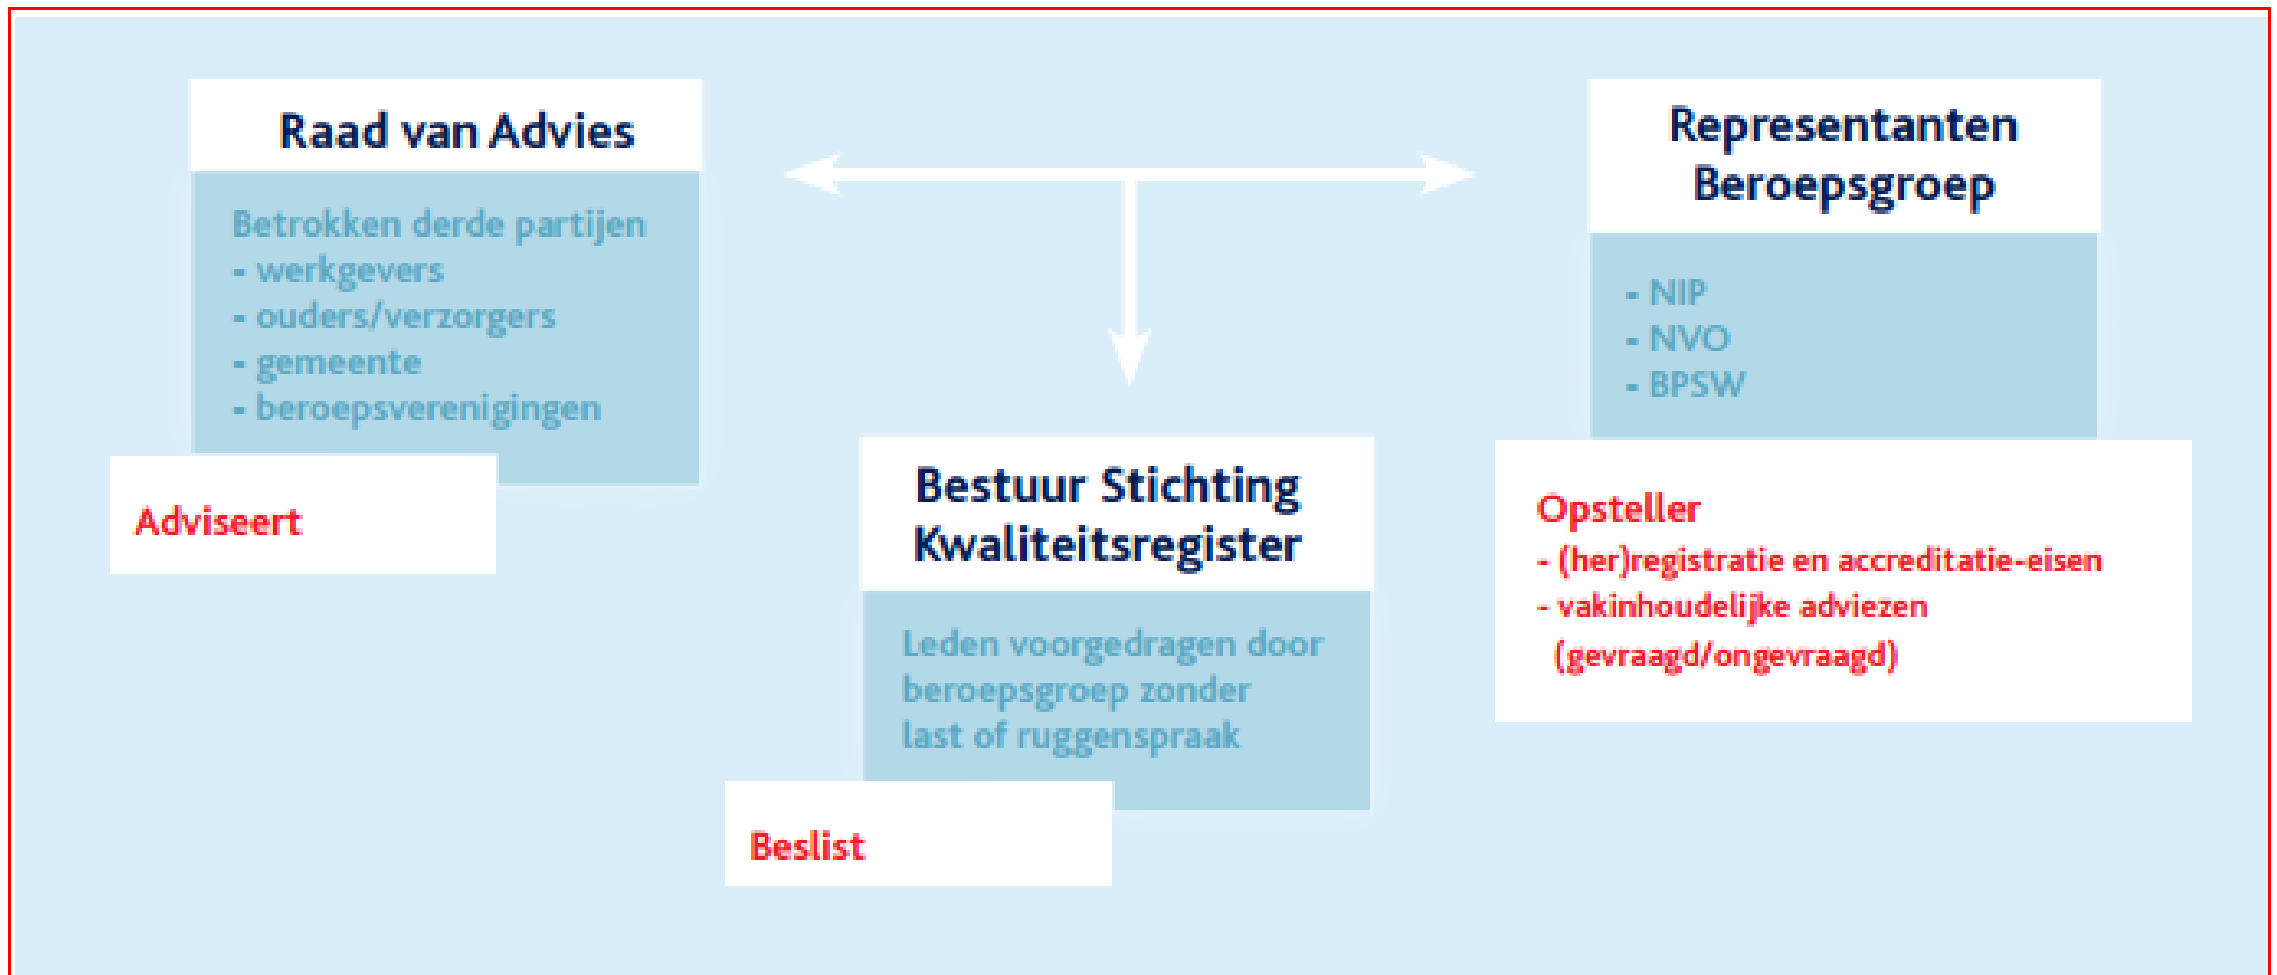 Raad van Advies
Betrokken derde partijen
- werkgevers
- ouders/verzorgers
- gemeente
- beroepsverenigingen
Adviseert
Representanten
Beroepsgroep
- NIP
- NVO
- BPSW
Opsteller
- (her)registratie en accreditatie-eisen
- vakinhoudelijke adviezen
(gevraagd/ongevraagd)
Bestuur Stichting
Kwaliteitsregister
Leden voorgedragen door
beroepsgroep zonder
last of ruggenspraak
Beslist